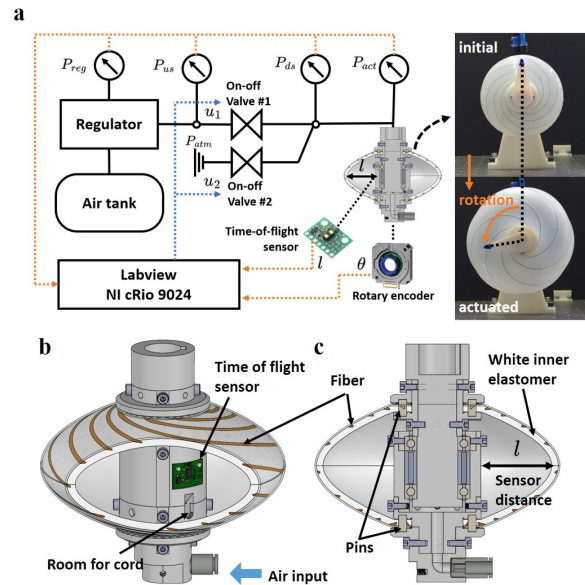 a
P_reg
P_us
P_ds
P_act
On-off
Valve #1
u_1
Regulator
P_atm
u_2
On-off
Valve #2
Air tank
l
Time-of-flight
sensor
l
θ
Labview
NI cRio 9024
Rotary encoder
initial
rotation
actuated
b
Time of flight
sensor
Fiber
Room for cord
Air input
c
White inner
elastomer
l
Sensor
distance
Pins